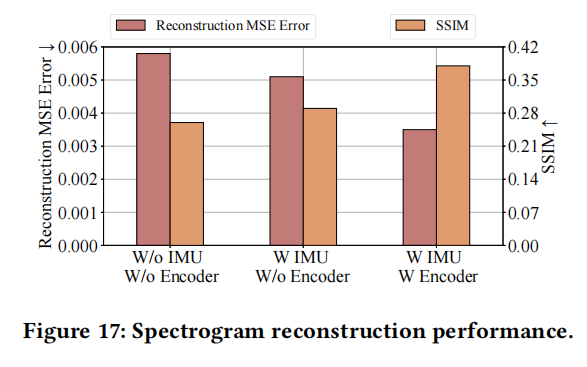 Reconstruction MSE Error
SSIM
Reconstruction MSE Error ↓
0.006
0.005
0.004
0.003
0.002
0.001
0.000
0.42
0.35
0.28
0.21
0.14
0.07
0.00
SSIM ↑
W/o IMU
W/o Encoder
W IMU
W/o Encoder
W IMU
W Encoder
Figure 17: Spectrogram reconstruction performance.